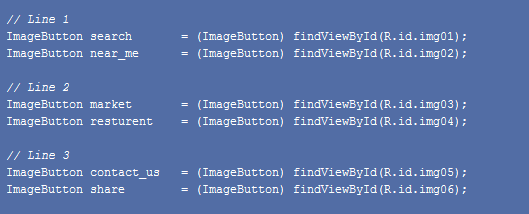 // Line 1
ImageButton search       = (ImageButton) findViewById(R.id.img01);
ImageButton near_me      = (ImageButton) findViewById(R.id.img02);

// Line 2
ImageButton market       = (ImageButton) findViewById(R.id.img03);
ImageButton resturent    = (ImageButton) findViewById(R.id.img04);

// Line 3
ImageButton contact_us   = (ImageButton) findViewById(R.id.img05);
ImageButton share        = (ImageButton) findViewById(R.id.img06);